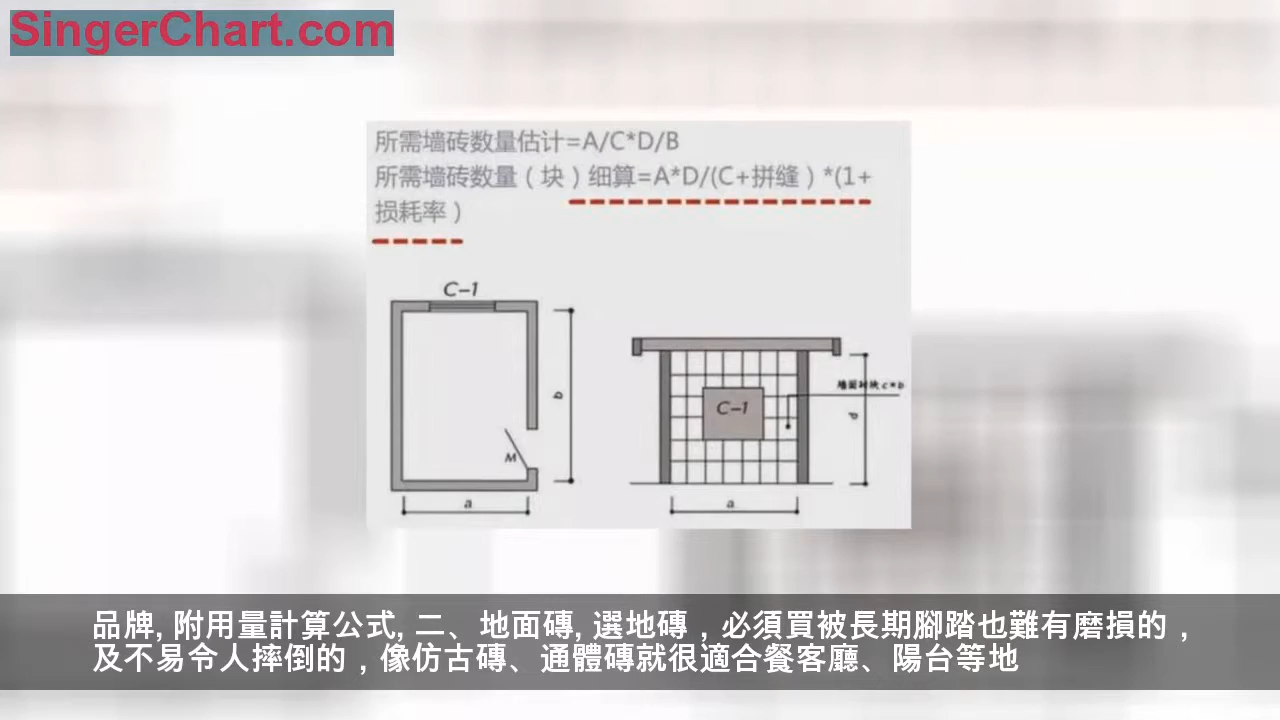 SingerChart.com
所需墙砖数量估计=A/C*D/B
所需墙砖数量（块）细算=A*D/(C+拼缝）*(1+
损耗率）
C-1
b
M
a
C-1
墙面衬块 c*b
d
a
品牌, 附用量計算公式, 二、地面磚, 選地磚，必須買被長期腳踏也難有磨損的，
及不易令人摔倒的，像仿古磚、通體磚就很適合餐客廳、陽台等地